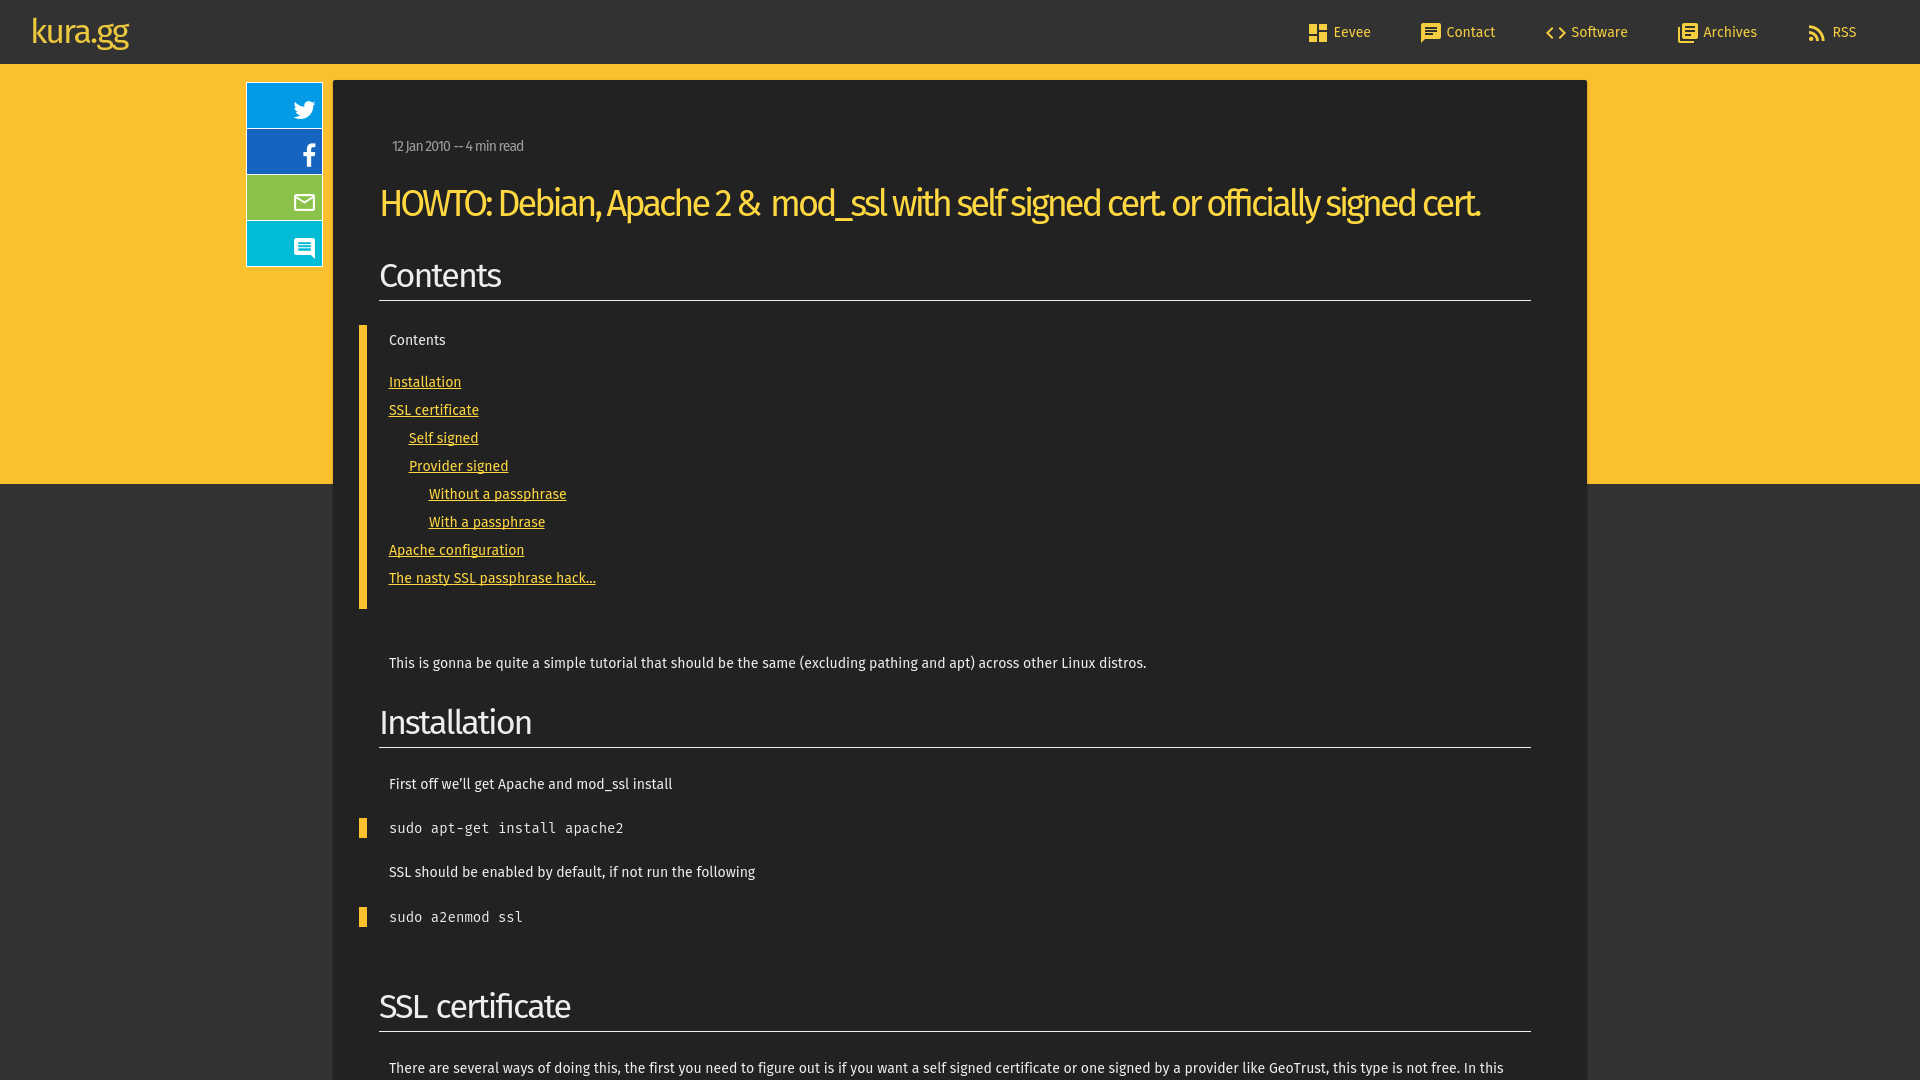 kura.gg
Eevee
Contact
Software
Archives
RSS
12 Jan 2010 -- 4 min read
HOWTO: Debian, Apache 2 & mod_ssl with self signed cert. or officially signed cert.
Contents
Contents
Installation
SSL certificate
Self signed
Provider signed
Without a passphrase
With a passphrase
Apache configuration
The nasty SSL passphrase hack…
This is gonna be quite a simple tutorial that should be the same (excluding pathing and apt) across other Linux distros.
Installation
First off we’ll get Apache and mod_ssl install
sudo apt-get install apache2
SSL should be enabled by default, if not run the following
sudo a2enmod ssl
SSL certificate
There are several ways of doing this, the first you need to figure out is if you want a self signed certificate or one signed by a provider like GeoTrust, this type is not free. In this